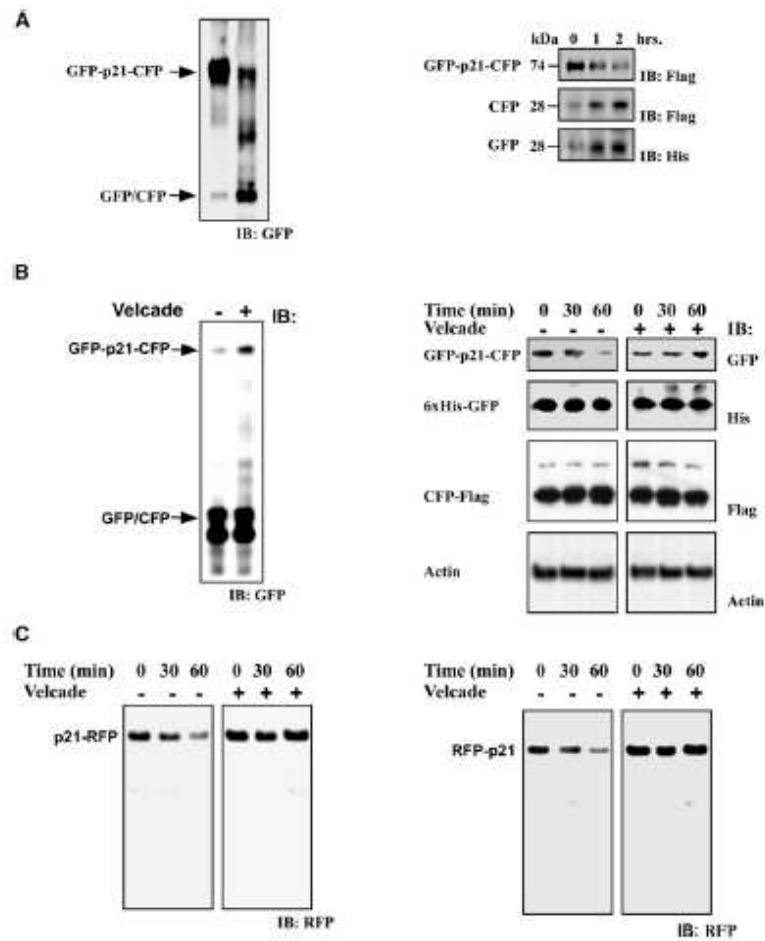 A
GFP-p21-CFP
GFP/CFP
IB: GFP
kDa 0 1 2 hrs.
GFP-p21-CFP 74 IB: Flag
CFP 28 IB: Flag
GFP 28 IB: His
B
Velcade - + IB:
GFP-p21-CFP
GFP/CFP
IB: GFP
Time (min) 0 30 60 0 30 60
Velcade - - - + + + IB:
GFP-p21-CFP GFP
6xHis-GFP His
CFP-Flag Flag
Actin Actin
C
Time (min) 0 30 60 0 30 60
Velcade - - - + + +
p21-RFP
IB: RFP
Time (min) 0 30 60 0 30 60
Velcade - - - + + +
RFP-p21
IB: RFP